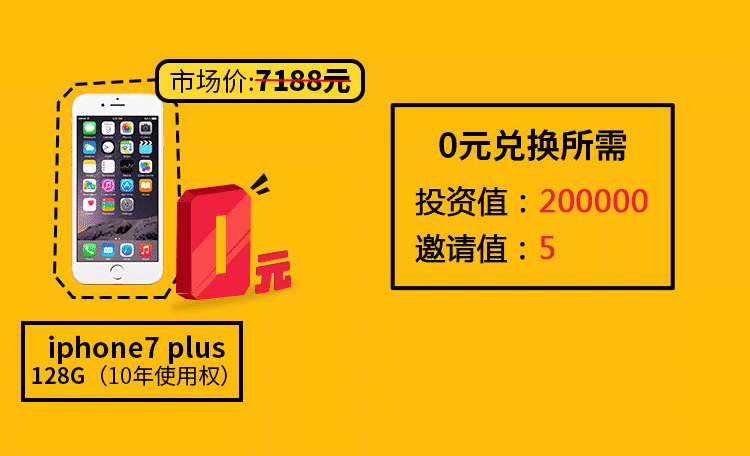 市场价:7188元
0元
iphone7 plus
128G（10年使用权）
0元兑换所需
投资值：200000
邀请值：5